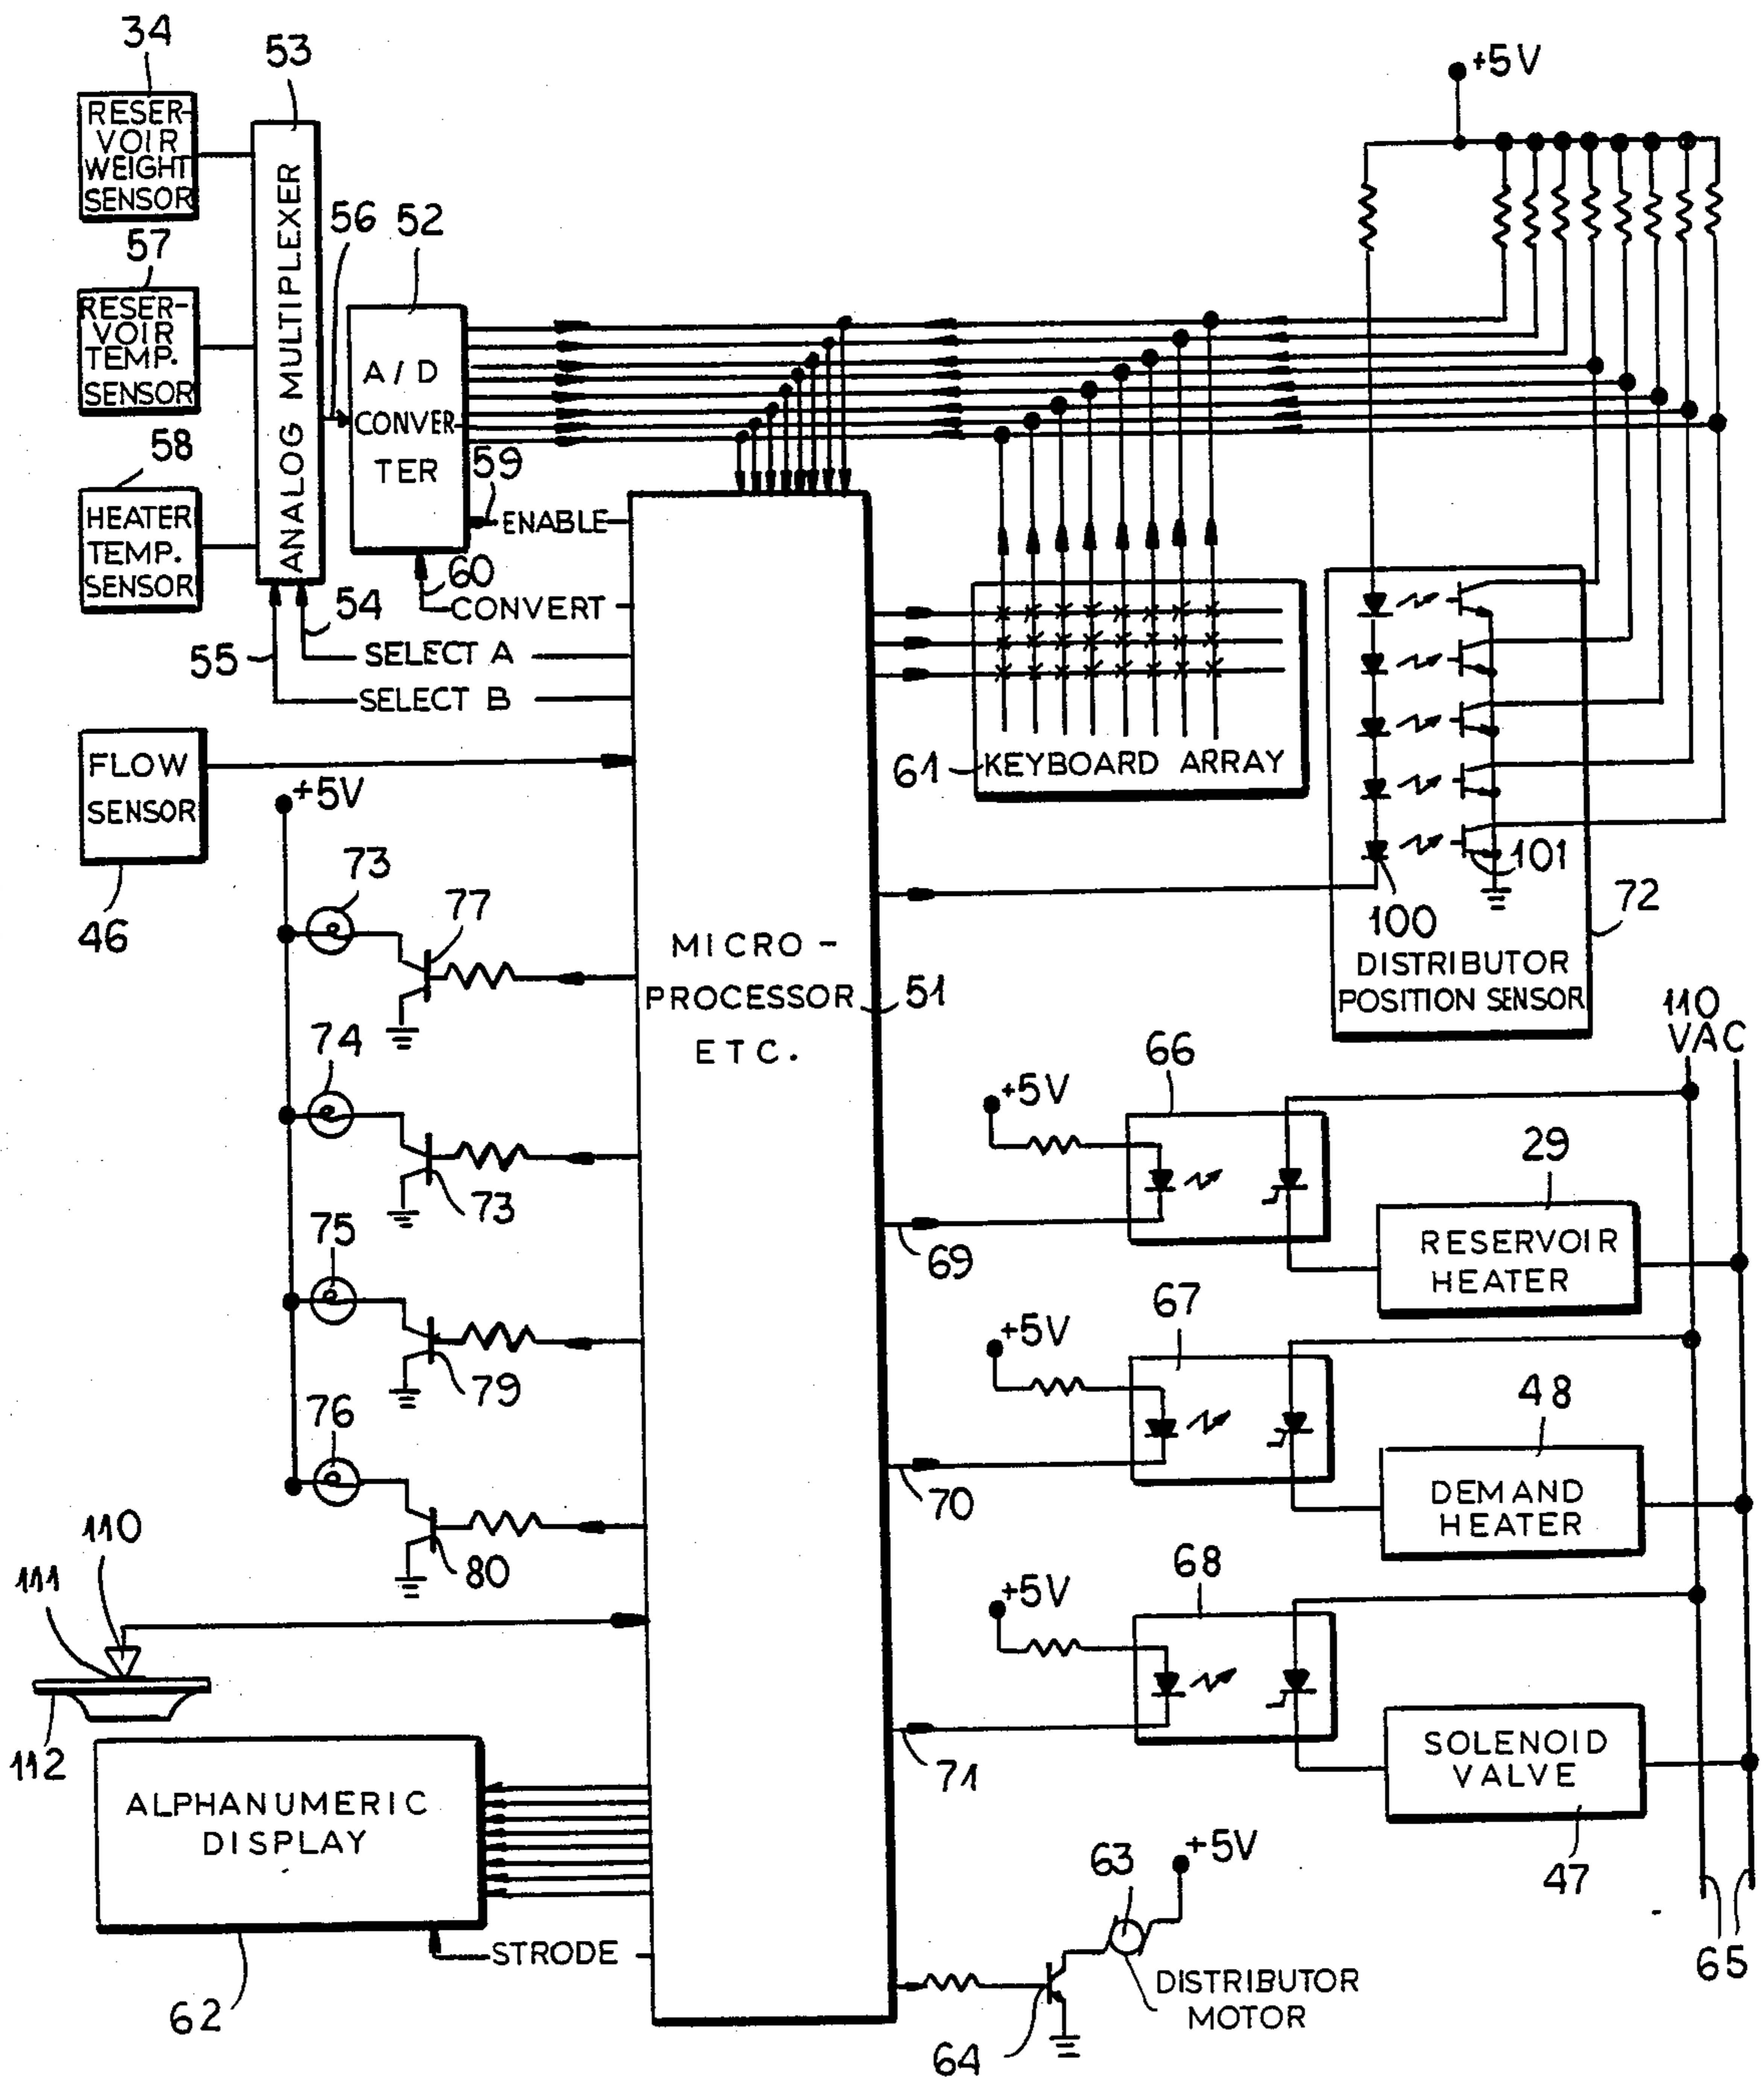 34
53
RESER-
VOIR
WEIGHT
SENSOR
57
RESER-
VOIR
TEMP.
SENSOR
58
HEATER
TEMP.
SENSOR
ANALOG MULTIPLEXER
56
52
A/D
CONVER-
TER
59
ENABLE
60
CONVERT
54
SELECT A
55
SELECT B
+5V
FLOW
SENSOR
46
+5V
73
77
74
73
75
79
76
80
110
111
112
ALPHANUMERIC
DISPLAY
62
STRODE
MICRO-
PROCESSOR
ETC.
51
61
KEYBOARD ARRAY
100
101
72
DISTRIBUTOR
POSITION SENSOR
110
VAC
66
+5V
69
29
RESERVOIR
HEATER
67
+5V
70
48
DEMAND
HEATER
68
+5V
71
SOLENOID
VALVE
47
65
63
+5V
DISTRIBUTOR
MOTOR
64